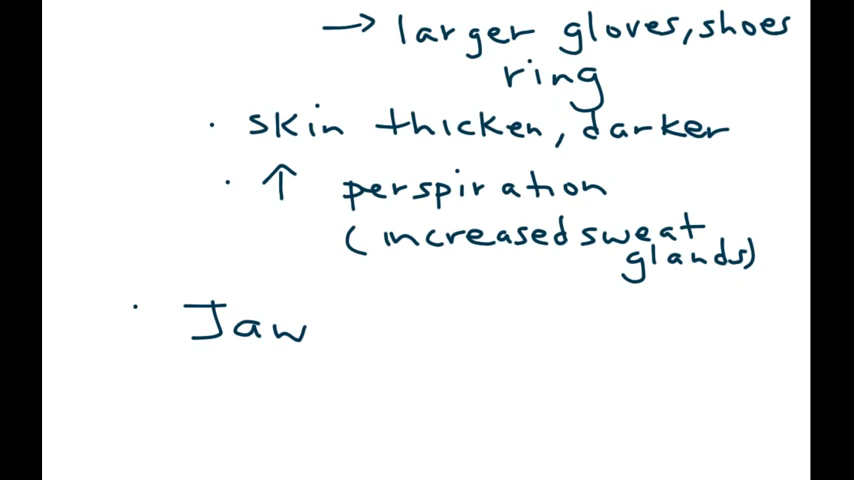 → larger gloves, shoes
ring
· skin thicken, darker
· ↑ perspiration
(increased sweat
glands)
· Jaw